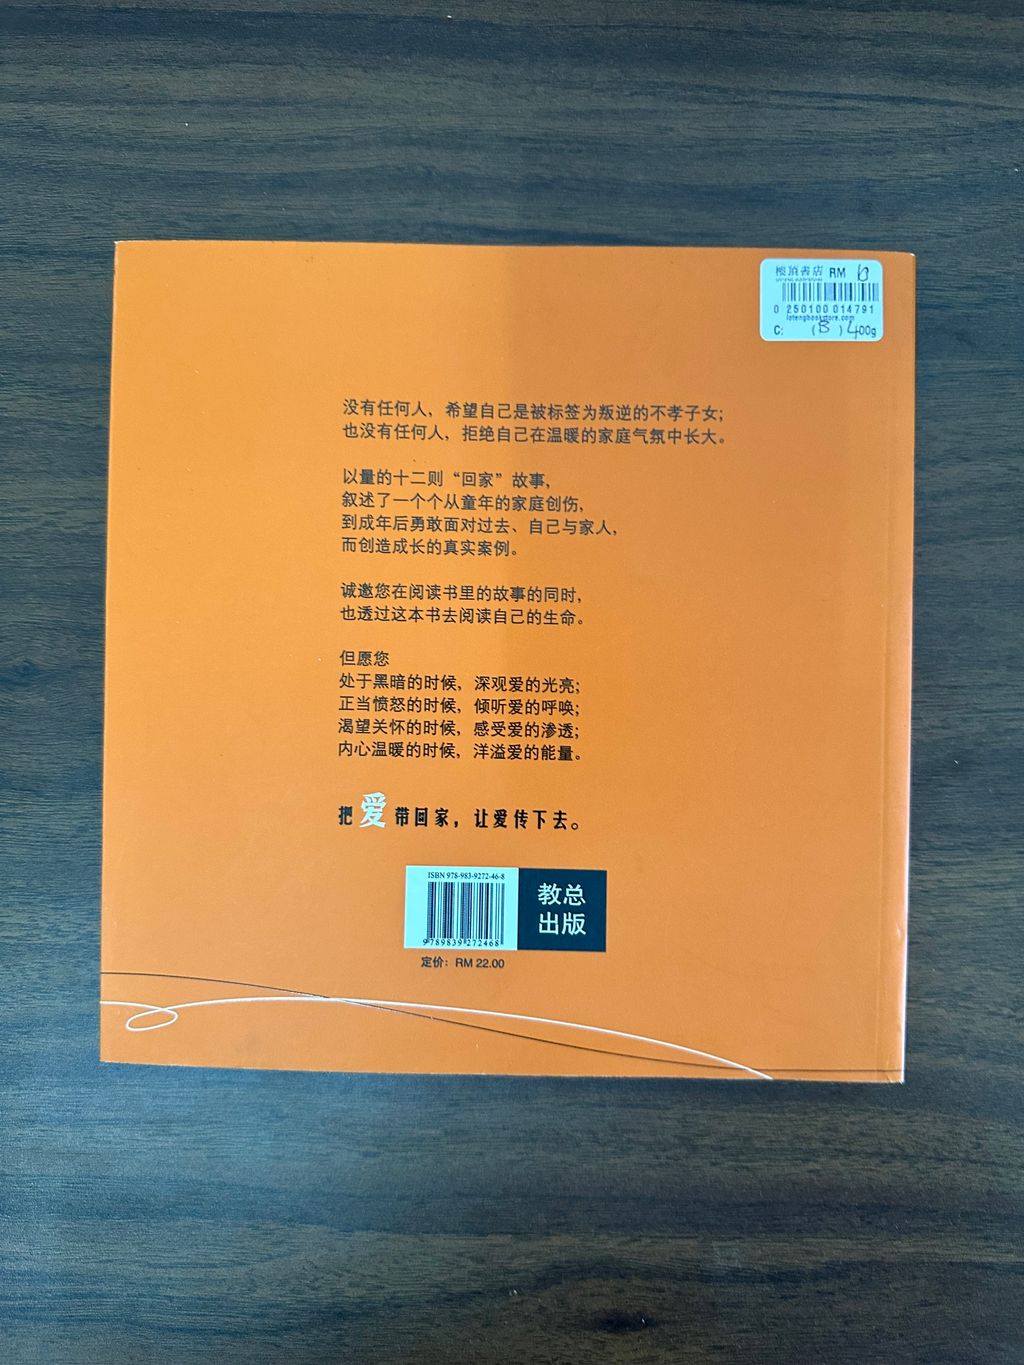 樓頂書店 RM 6
0 250100 014791
lotengbookstore.com
C: (B) 400g
没有任何人，希望自己是被标签为叛逆的不孝子女；
也没有任何人，拒绝自己在温暖的家庭气氛中长大。
以量的十二则“回家”故事，
叙述了一个个从童年的家庭创伤，
到成年后勇敢面对过去、自己与家人，
而创造成长的真实案例。
诚邀您在阅读书里的故事的同时，
也透过这本书去阅读自己的生命。
但愿您
处于黑暗的时候，深观爱的光亮；
正当愤怒的时候，倾听爱的呼唤；
渴望关怀的时候，感受爱的渗透；
内心温暖的时候，洋溢爱的能量。
把爱带回家，让爱传下去。
ISBN 978-983-9272-46-8
9 789839 272468
教总
出版
定价：RM 22.00